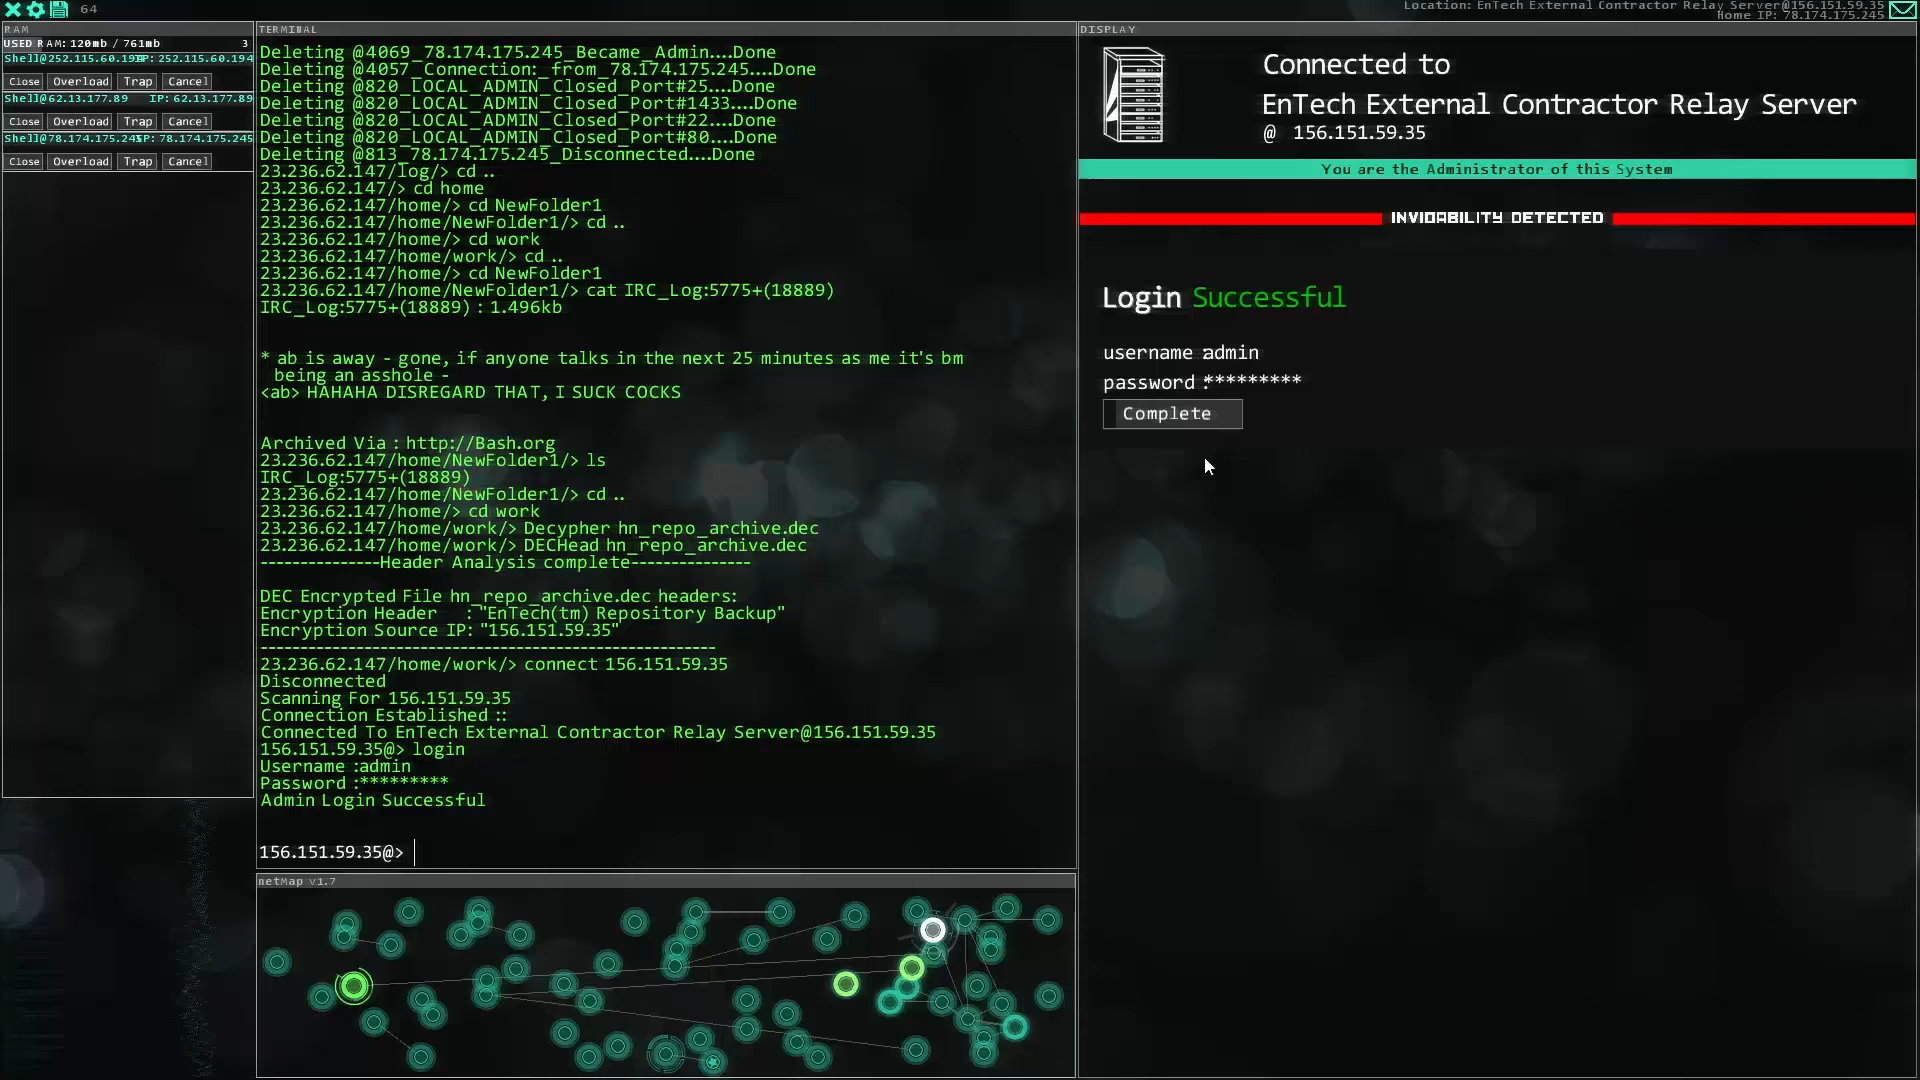 64
Location: EnTech External Contractor Relay Server@156.151.59.35
Home IP: 78.174.175.245
RAM
USED RAM: 120mb / 761mb 3
Shell@252.115.60.194 IP: 252.115.60.194
Close Overload Trap Cancel
Shell@62.13.177.89 IP: 62.13.177.89
Close Overload Trap Cancel
Shell@78.174.175.245 IP: 78.174.175.245
Close Overload Trap Cancel
TERMINAL
Deleting @4069_78.174.175.245_Became_Admin....Done
Deleting @4057_Connection:_from_78.174.175.245....Done
Deleting @820_LOCAL_ADMIN_Closed_Port#25....Done
Deleting @820_LOCAL_ADMIN_Closed_Port#1433....Done
Deleting @820_LOCAL_ADMIN_Closed_Port#22....Done
Deleting @820_LOCAL_ADMIN_Closed_Port#80....Done
Deleting @813_78.174.175.245_Disconnected....Done
23.236.62.147/log/> cd ..
23.236.62.147/> cd home
23.236.62.147/home/> cd NewFolder1
23.236.62.147/home/NewFolder1/> cd ..
23.236.62.147/home/> cd work
23.236.62.147/home/work/> cd ..
23.236.62.147/home/> cd NewFolder1
23.236.62.147/home/NewFolder1/> cat IRC_Log:5775+(18889)
IRC_Log:5775+(18889) : 1.496kb
* ab is away - gone, if anyone talks in the next 25 minutes as me it's bm
being an asshole -
<ab> HAHAHA DISREGARD THAT, I SUCK COCKS
Archived Via : http://Bash.org
23.236.62.147/home/NewFolder1/> ls
IRC_Log:5775+(18889)
23.236.62.147/home/NewFolder1/> cd ..
23.236.62.147/home/> cd work
23.236.62.147/home/work/> Decypher hn_repo_archive.dec
23.236.62.147/home/work/> DECHead hn_repo_archive.dec
---------------Header Analysis complete---------------
DEC Encrypted File hn_repo_archive.dec headers:
Encryption Header : "EnTech(tm) Repository Backup"
Encryption Source IP: "156.151.59.35"
---------------------------------------------------------
23.236.62.147/home/work/> connect 156.151.59.35
Disconnected
Scanning For 156.151.59.35
Connection Established ::
Connected To EnTech External Contractor Relay Server@156.151.59.35
156.151.59.35@> login
Username :admin
Password :*********
Admin Login Successful
156.151.59.35@>
netMap v1.7
DISPLAY
Connected to
EnTech External Contractor Relay Server
@ 156.151.59.35
You are the Administrator of this System
INVIOABILITY DETECTED
Login Successful
username :admin
password :*********
Complete